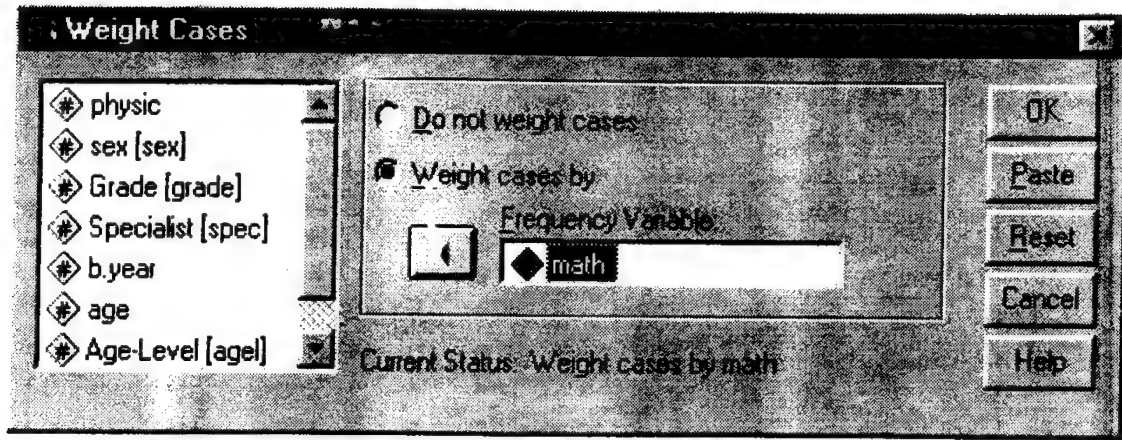 Weight Cases
physic
sex [sex]
Grade [grade]
Specialist [spec]
b.year
age
Age-Level [agel]
Do not weight cases
Weight cases by
Frequency Variable:
math
Current Status: Weight cases by math
OK
Paste
Reset
Cancel
Help